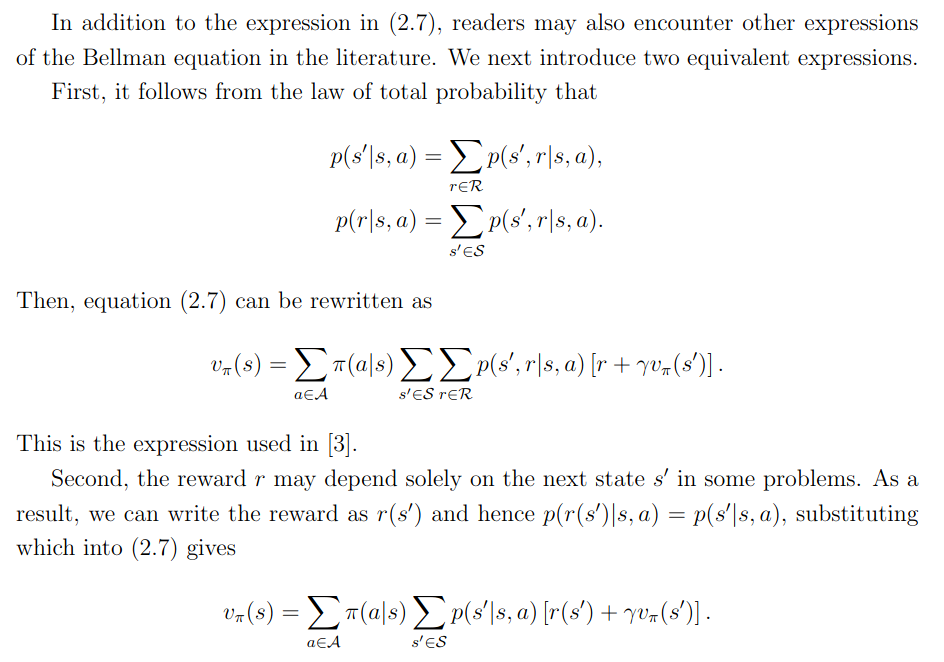 In addition to the expression in (2.7), readers may also encounter other expressions
of the Bellman equation in the literature. We next introduce two equivalent expressions.
First, it follows from the law of total probability that
p(s′|s, a) = ∑_{r∈ℛ} p(s′, r|s, a),
p(r|s, a) = ∑_{s′∈𝒮} p(s′, r|s, a).
Then, equation (2.7) can be rewritten as
v_π(s) = ∑_{a∈𝒜} π(a|s) ∑_{s′∈𝒮} ∑_{r∈ℛ} p(s′, r|s, a) [r + γv_π(s′)] .
This is the expression used in [3].
Second, the reward r may depend solely on the next state s′ in some problems. As a
result, we can write the reward as r(s′) and hence p(r(s′)|s, a) = p(s′|s, a), substituting
which into (2.7) gives
v_π(s) = ∑_{a∈𝒜} π(a|s) ∑_{s′∈𝒮} p(s′|s, a) [r(s′) + γv_π(s′)] .